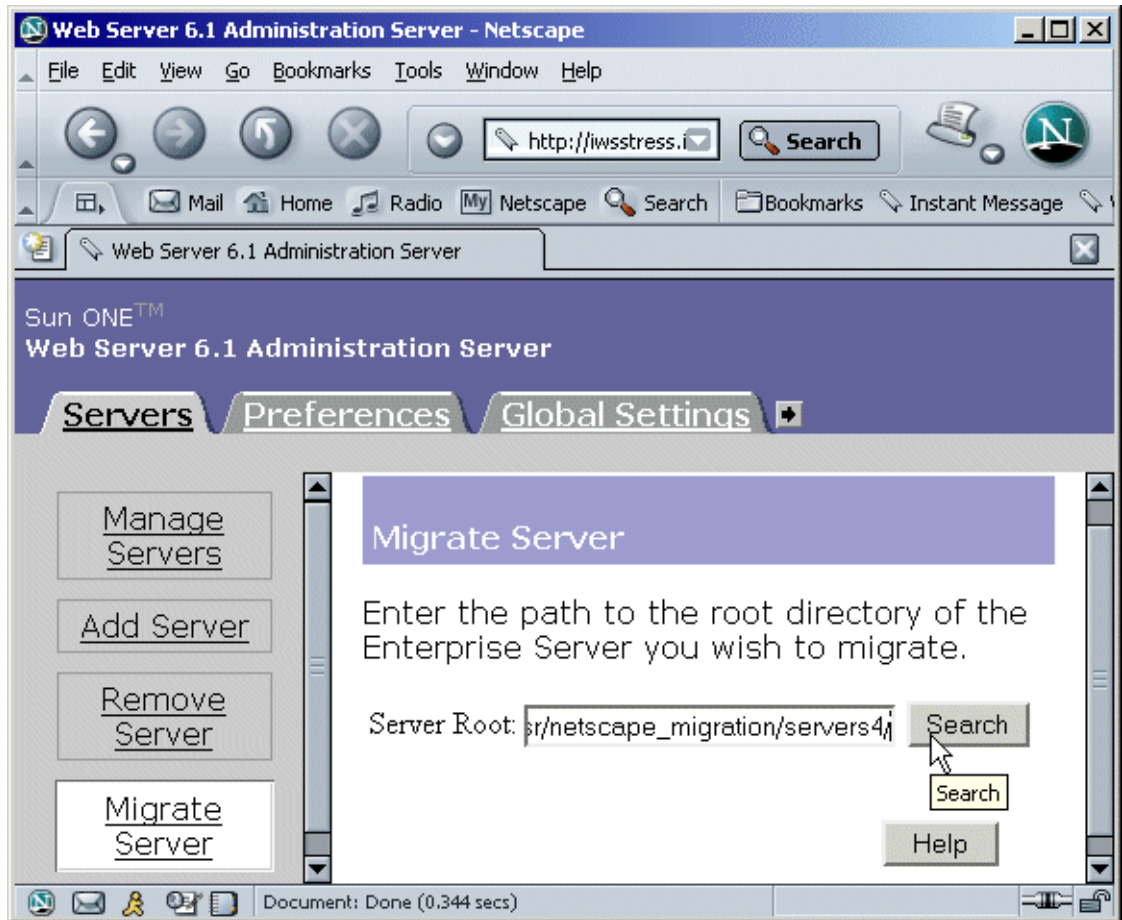 Web Server 6.1 Administration Server - Netscape
File Edit View Go Bookmarks Tools Window Help
http://iwsstress.i
Search
N
Mail Home Radio My Netscape Search Bookmarks Instant Message
Web Server 6.1 Administration Server
Sun ONE™
Web Server 6.1 Administration Server
Servers Preferences Global Settings
Manage
Servers
Add Server
Remove
Server
Migrate
Server
Migrate Server
Enter the path to the root directory of the
Enterprise Server you wish to migrate.
Server Root: sr/netscape_migration/servers4/ Search
Search
Help
Document: Done (0.344 secs)